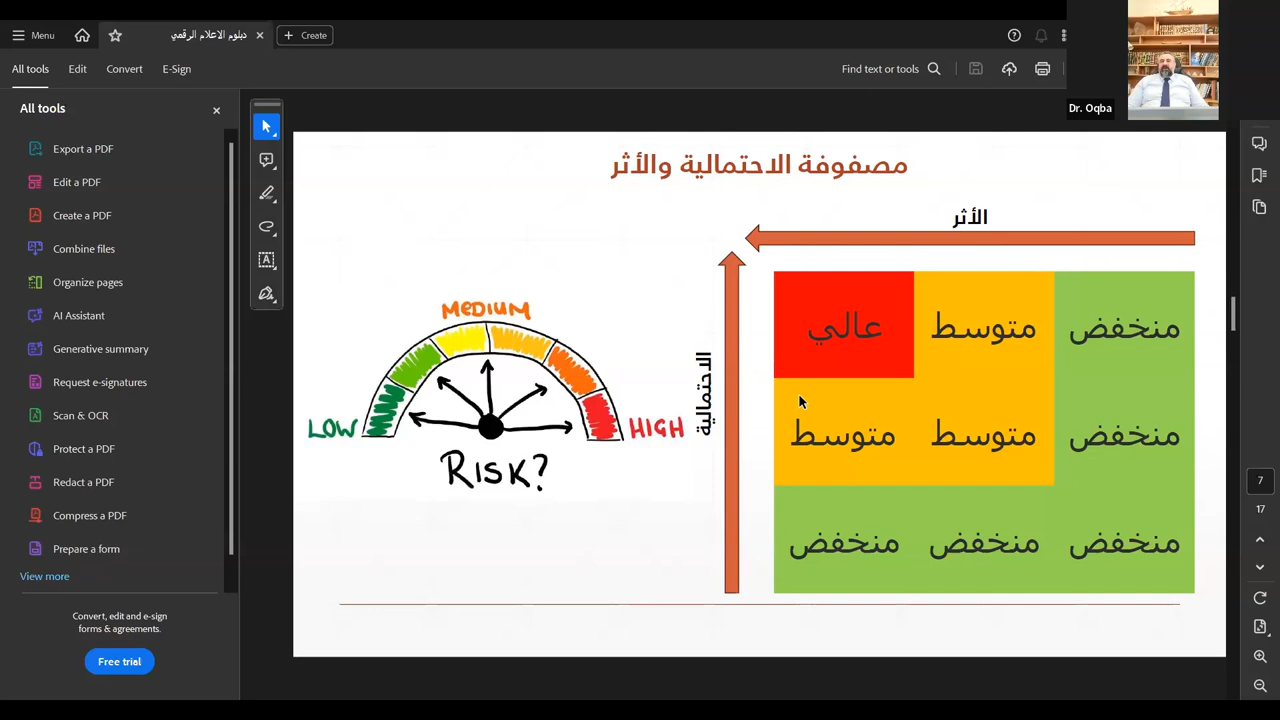 Menu
دبلوم الاعلام الرقمي
Create
All tools
Edit
Convert
E-Sign
Find text or tools
All tools
Export a PDF
Edit a PDF
Create a PDF
Combine files
Organize pages
AI Assistant
Generative summary
Request e-signatures
Scan & OCR
Protect a PDF
Redact a PDF
Compress a PDF
Prepare a form
View more
Convert, edit and e-sign
forms & agreements.
Free trial
Dr. Oqba
مصفوفة الاحتمالية والأثر
الأثر
الاحتمالية
منخفض متوسط عالي
منخفض متوسط متوسط
منخفض منخفض منخفض
MEDIUM
LOW
HIGH
RISK?
7
17